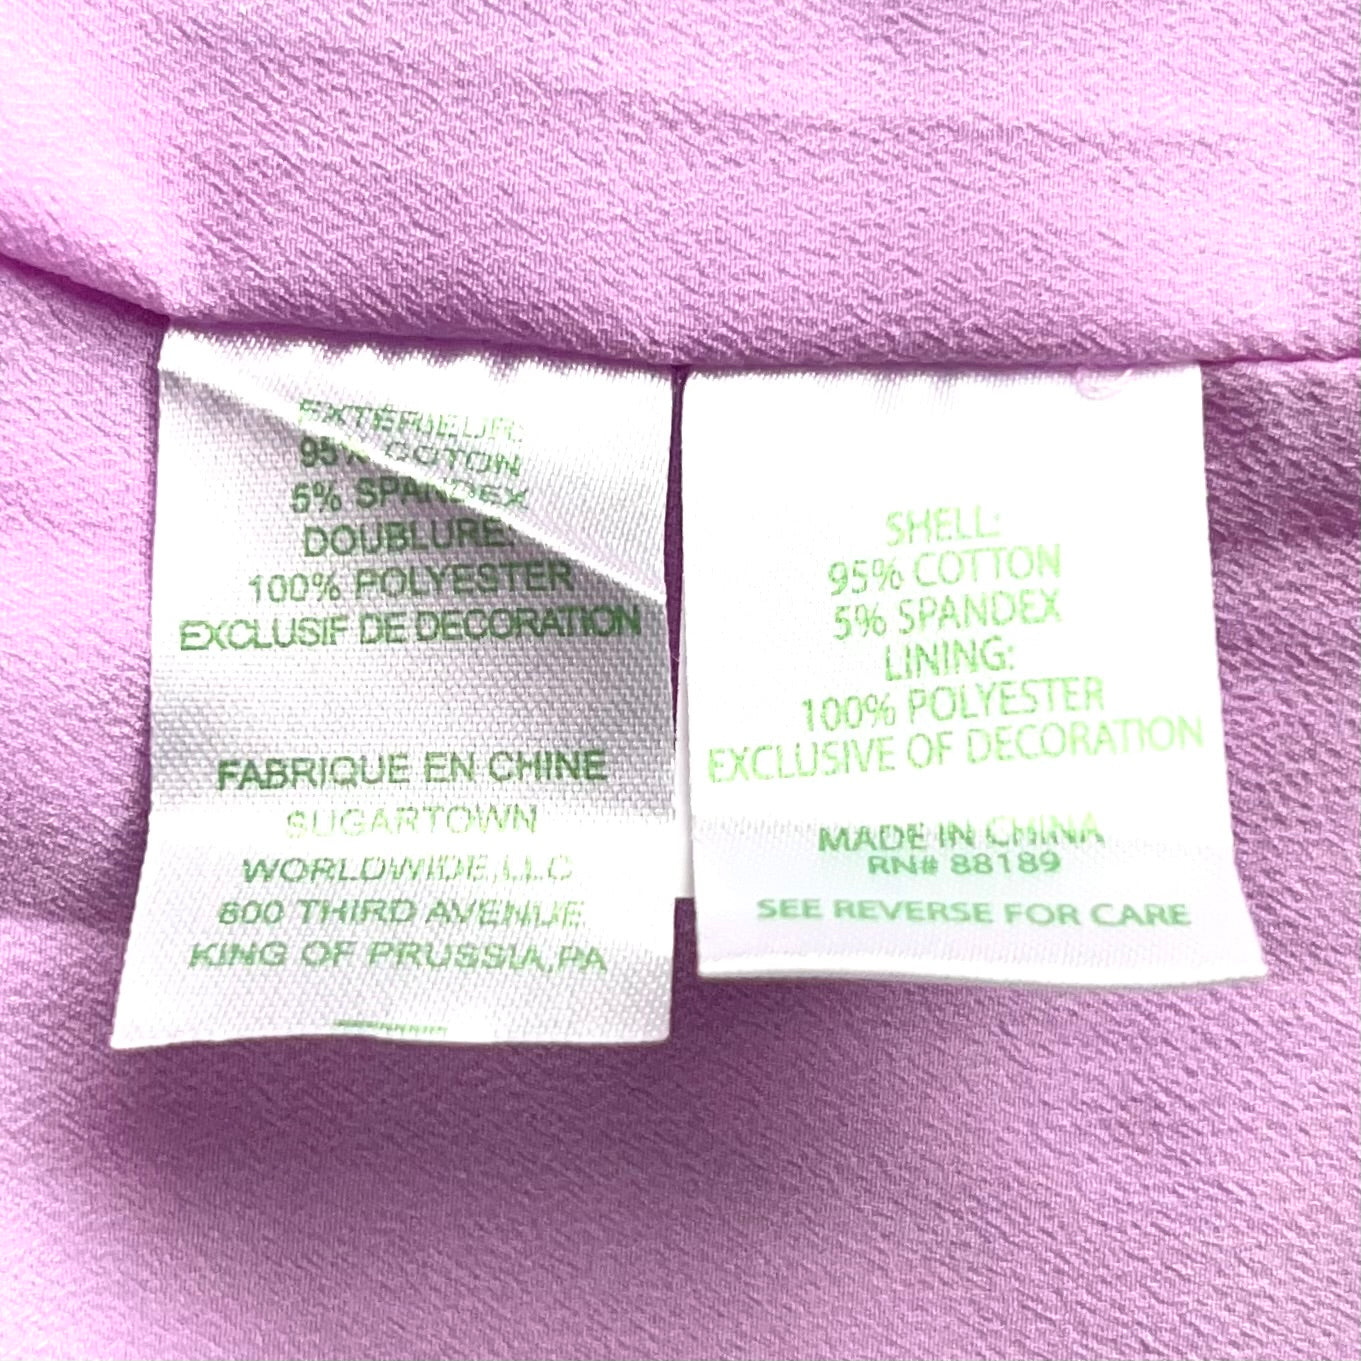 EXTÉRIEUR:
95% COTON
5% SPANDEX
DOUBLURE:
100% POLYESTER
EXCLUSIF DE DECORATION
FABRIQUE EN CHINE
SUGARTOWN
WORLDWIDE,LLC
800 THIRD AVENUE
KING OF PRUSSIA,PA
SHELL:
95% COTTON
5% SPANDEX
LINING:
100% POLYESTER
EXCLUSIVE OF DECORATION
MADE IN CHINA
RN# 88189
SEE REVERSE FOR CARE